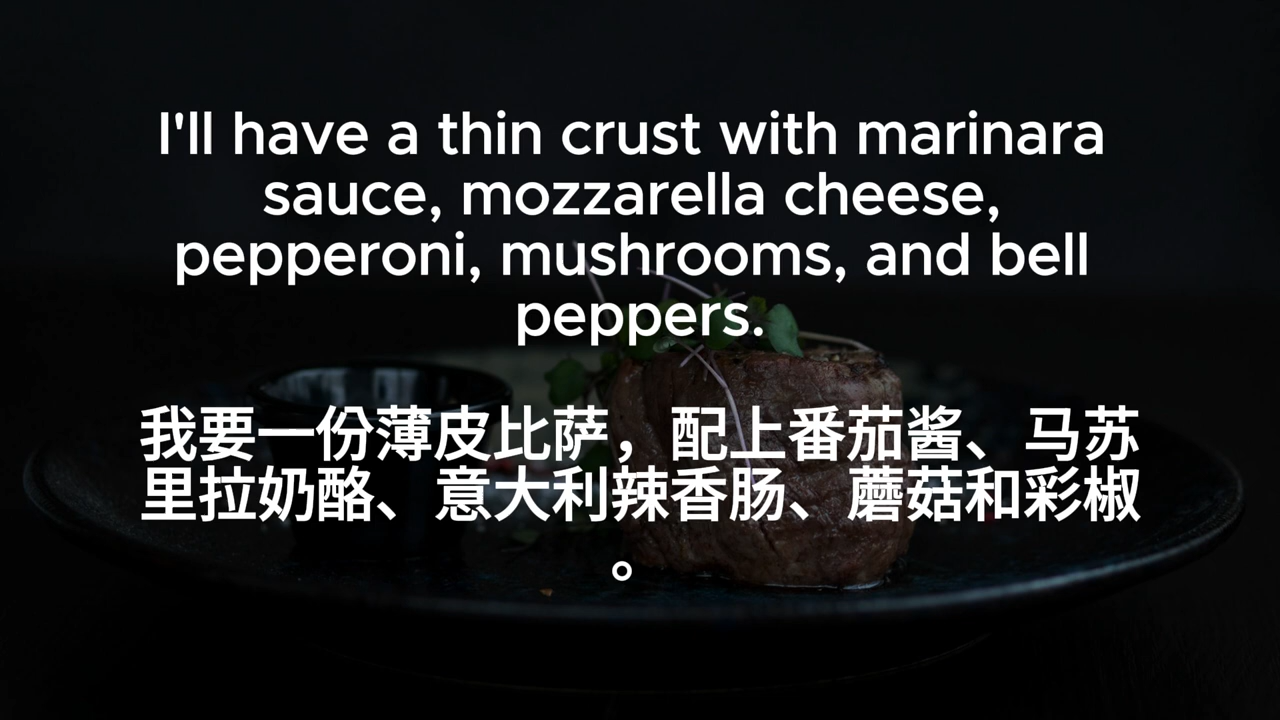 I'll have a thin crust with marinara
sauce, mozzarella cheese,
pepperoni, mushrooms, and bell
peppers.
我要一份薄皮比萨，配上番茄酱、马苏
里拉奶酪、意大利辣香肠、蘑菇和彩椒
。